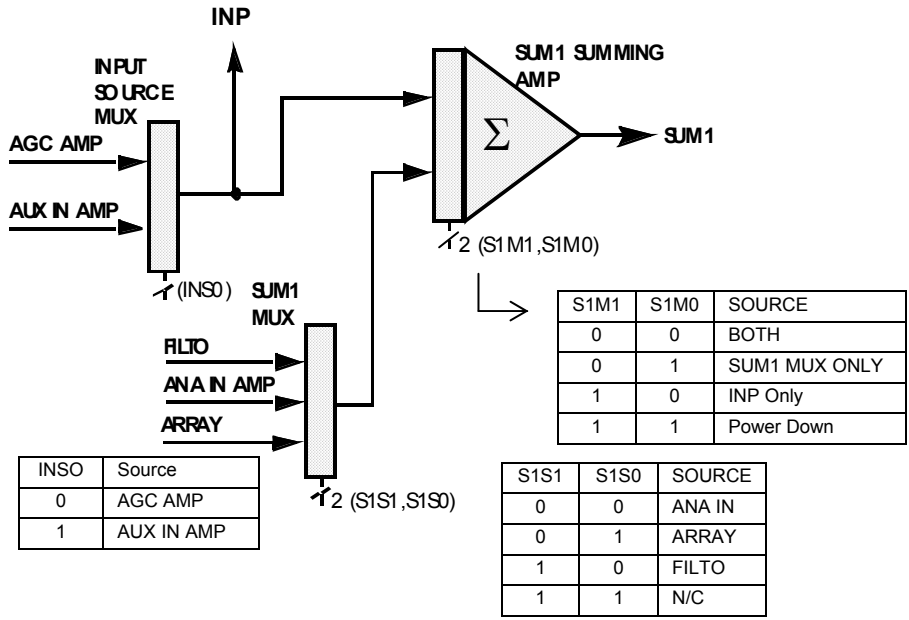 INP
INPUT
SOURCE
MUX
SUM1 SUMMING
AMP
AGC AMP
Σ
SUM1
AUX IN AMP
2 (S1M1,S1M0)
(INS0)
SUM1
MUX
FILTO
ANA IN AMP
ARRAY
2 (S1S1,S1S0)
S1M1 S1M0 SOURCE
0 0 BOTH
0 1 SUM1 MUX ONLY
1 0 INP Only
1 1 Power Down
INSO Source
0 AGC AMP
1 AUX IN AMP
S1S1 S1S0 SOURCE
0 0 ANA IN
0 1 ARRAY
1 0 FILTO
1 1 N/C